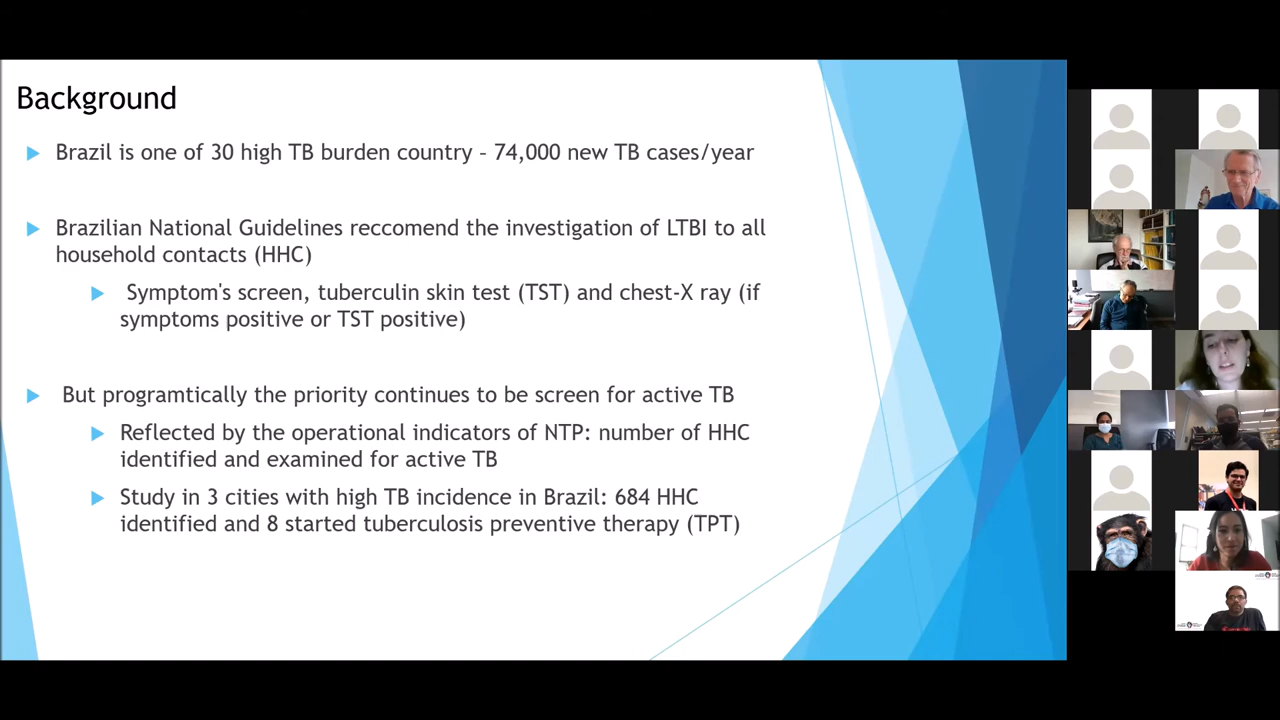 Background
Brazil is one of 30 high TB burden country – 74,000 new TB cases/year
Brazilian National Guidelines reccomend the investigation of LTBI to all
household contacts (HHC)
Symptom's screen, tuberculin skin test (TST) and chest-X ray (if
symptoms positive or TST positive)
But programtically the priority continues to be screen for active TB
Reflected by the operational indicators of NTP: number of HHC
identified and examined for active TB
Study in 3 cities with high TB incidence in Brazil: 684 HHC
identified and 8 started tuberculosis preventive therapy (TPT)